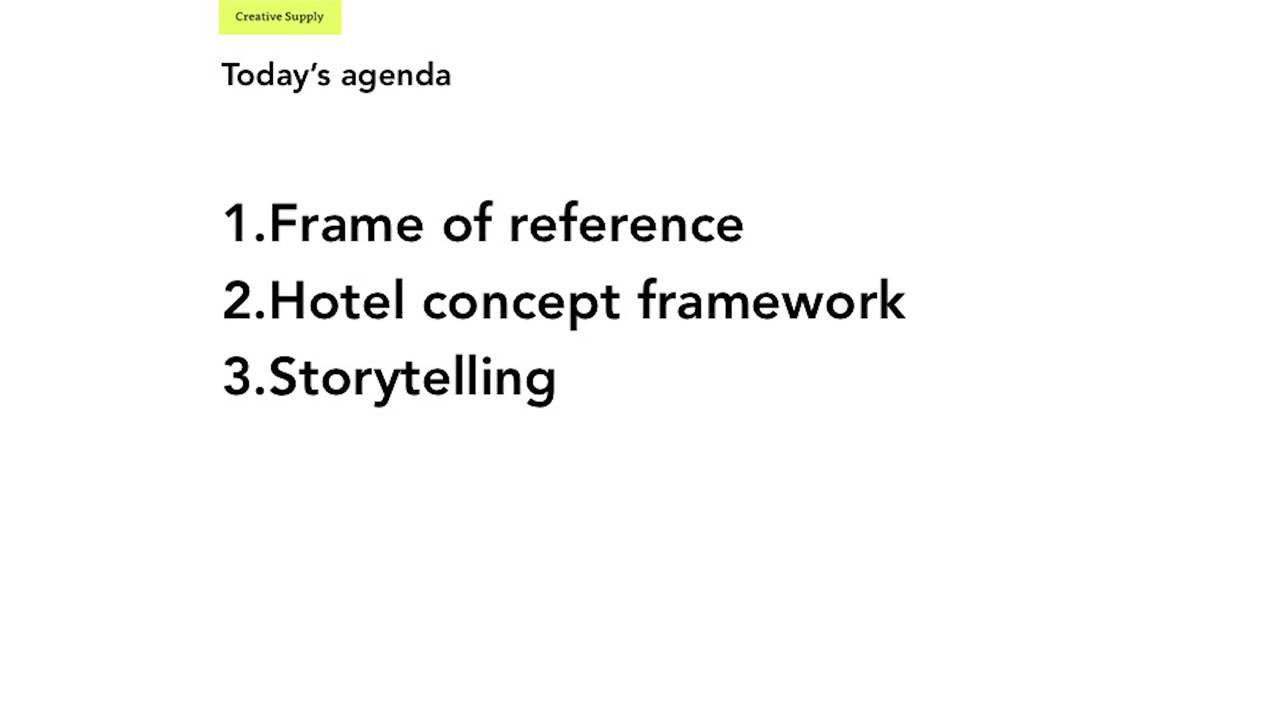 Creative Supply
Today’s agenda
1.Frame of reference
2.Hotel concept framework
3.Storytelling